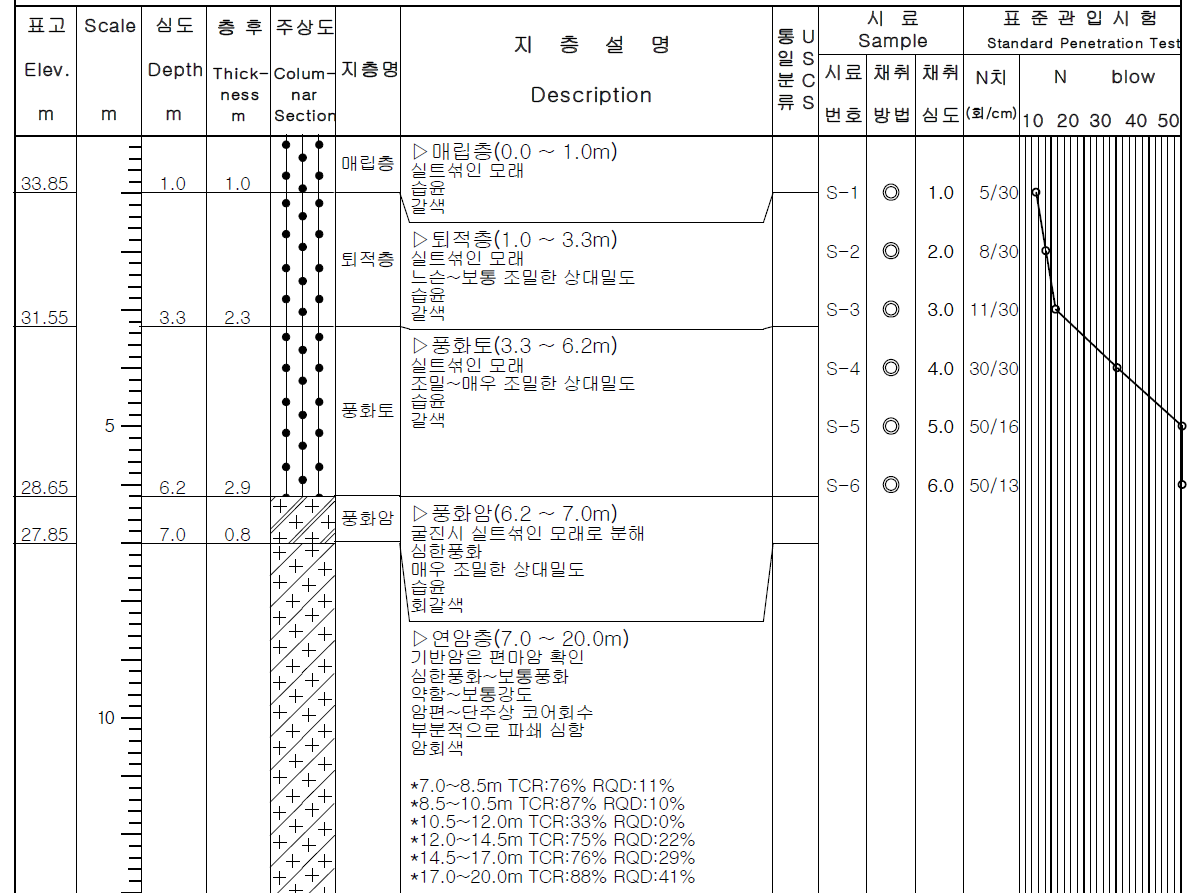 표고 Scale 심도 층 후 주상도 지층명 지 층 설 명 통일분류 USCS 시 료 표 준 관 입 시 험
Sample Standard Penetration Test
Elev. Depth Thick- Colum-
ness nar
m m m m Section
Description
시료 채취 채취 N치 N blow
번호 방법 심도 (회/cm) 10 20 30 40 50
매립층
▷매립층(0.0 ~ 1.0m)
실트섞인 모래
습윤
갈색
33.85 1.0 1.0
S-1 ◎ 1.0 5/30
퇴적층
▷퇴적층(1.0 ~ 3.3m)
실트섞인 모래
느슨~보통 조밀한 상대밀도
습윤
갈색
S-2 ◎ 2.0 8/30
S-3 ◎ 3.0 11/30
31.55 3.3 2.3
풍화토
▷풍화토(3.3 ~ 6.2m)
실트섞인 모래
조밀~매우 조밀한 상대밀도
습윤
갈색
S-4 ◎ 4.0 30/30
5
S-5 ◎ 5.0 50/16
S-6 ◎ 6.0 50/13
28.65 6.2 2.9
풍화암
▷풍화암(6.2 ~ 7.0m)
굴진시 실트섞인 모래로 분해
심한풍화
매우 조밀한 상대밀도
습윤
회갈색
27.85 7.0 0.8
▷연암층(7.0 ~ 20.0m)
기반암은 편마암 확인
심한풍화~보통풍화
약함~보통강도
암편~단주상 코어회수
부분적으로 파쇄 심함
암회색
10
*7.0~8.5m TCR:76% RQD:11%
*8.5~10.5m TCR:87% RQD:10%
*10.5~12.0m TCR:33% RQD:0%
*12.0~14.5m TCR:75% RQD:22%
*14.5~17.0m TCR:76% RQD:29%
*17.0~20.0m TCR:88% RQD:41%